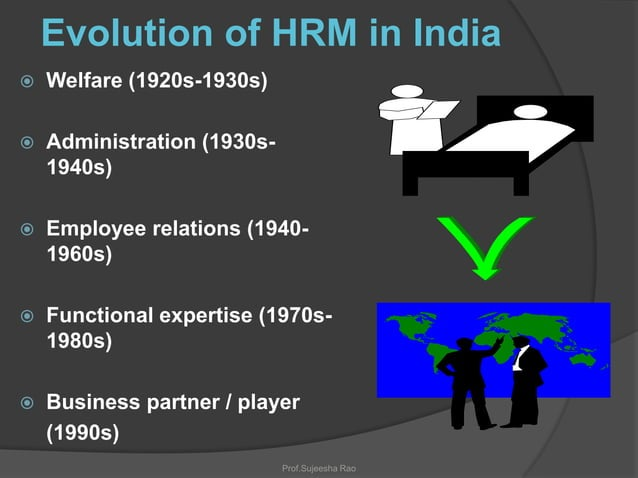 Evolution of HRM in India
Welfare (1920s-1930s)
Administration (1930s-
1940s)
Employee relations (1940-
1960s)
Functional expertise (1970s-
1980s)
Business partner / player
(1990s)
Prof.Sujeesha Rao